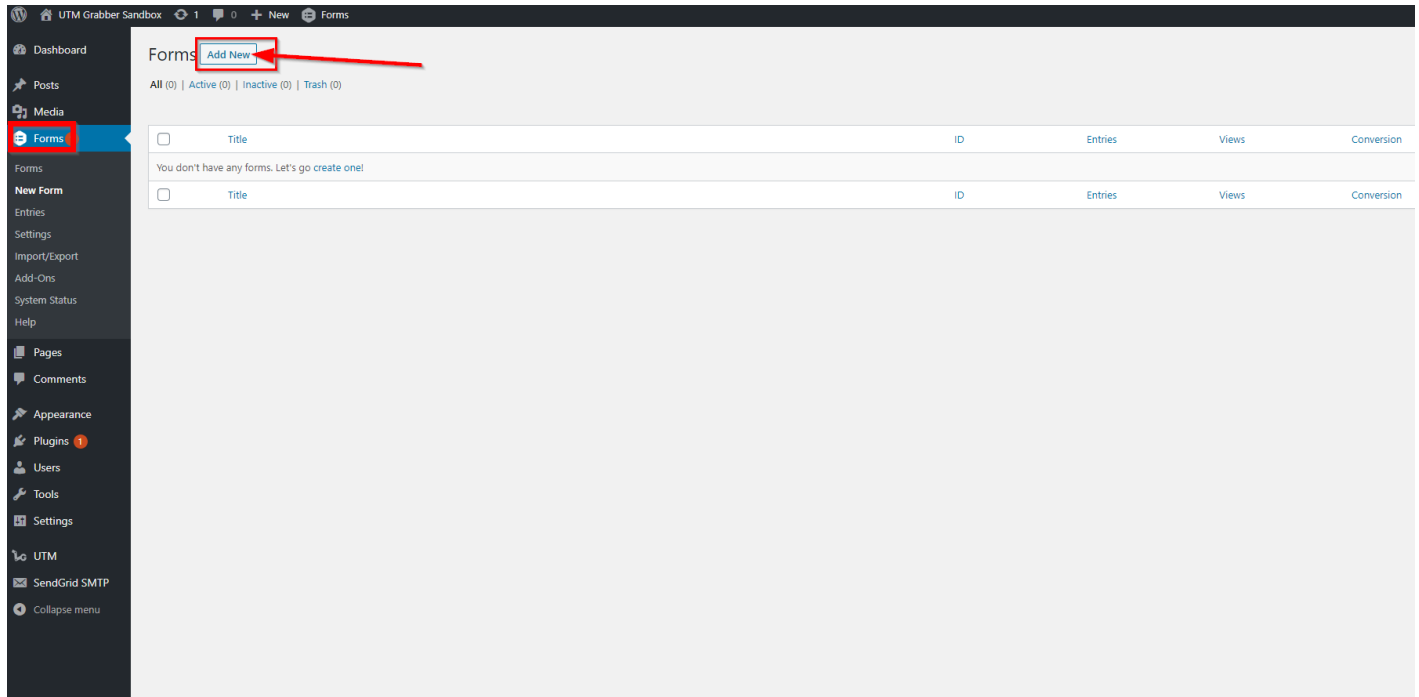 UTM Grabber Sandbox 1 0 New Forms
Dashboard
Posts
Media
Forms
Forms
New Form
Entries
Settings
Import/Export
Add-Ons
System Status
Help
Pages
Comments
Appearance
Plugins 1
Users
Tools
Settings
UTM
SendGrid SMTP
Collapse menu
Forms Add New
All (0) | Active (0) | Inactive (0) | Trash (0)
Title ID Entries Views Conversion
You don't have any forms. Let's go create one!
Title ID Entries Views Conversion